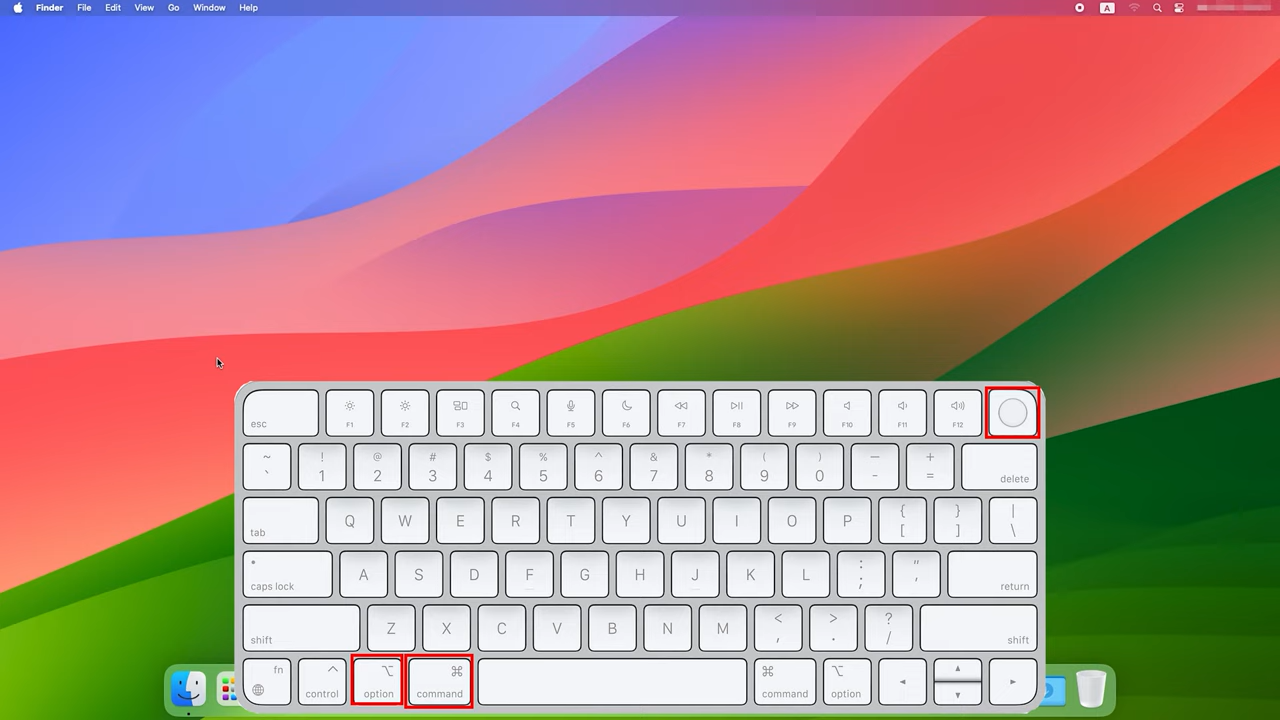 Finder File Edit View Go Window Help A
esc F1 F2 F3 F4 F5 F6 F7 F8 F9 F10 F11 F12
~ ! @ # $ % ^ & * ( ) — +
` 1 2 3 4 5 6 7 8 9 0 - = delete
tab Q W E R T Y U I O P { [ } ] | \
caps lock A S D F G H J K L : ; " ' return
shift Z X C V B N M < , > . ? / shift
fn control option command command option